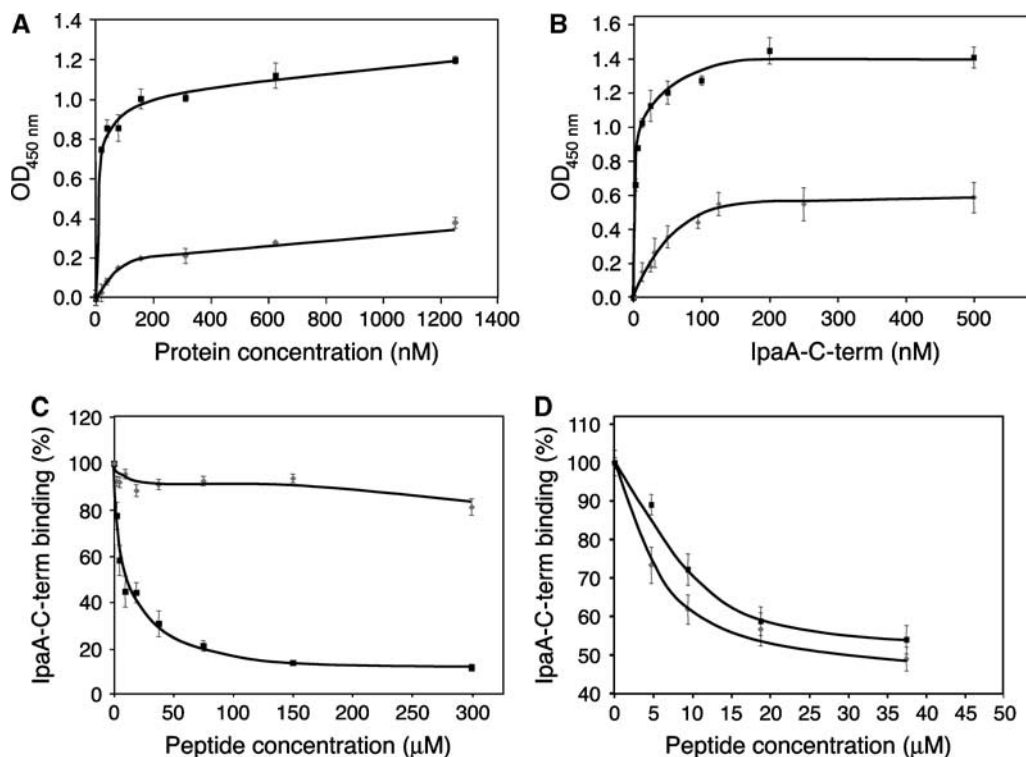 A
1.4
1.2
1.0
0.8
0.6
0.4
0.2
0.0
OD450 nm
0 200 400 600 800 1000 1200 1400
Protein concentration (nM)
B
1.6
1.4
1.2
1.0
0.8
0.6
0.4
0.2
0.0
OD450 nm
0 100 200 300 400 500
IpaA-C-term (nM)
C
120
100
80
60
40
20
0
IpaA-C-term binding (%)
0 50 100 150 200 250 300
Peptide concentration (μM)
D
110
100
90
80
70
60
50
40
IpaA-C-term binding (%)
0 5 10 15 20 25 30 35 40 45 50
Peptide concentration (μM)